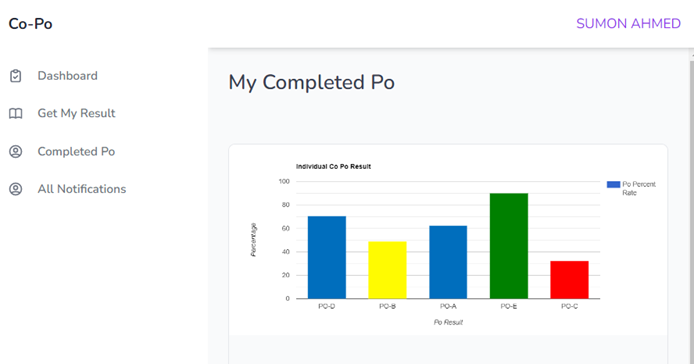 Co-Po
SUMON AHMED
Dashboard
Get My Result
Completed Po
All Notifications
My Completed Po
Individual Co Po Result
100
80
60
40
20
0
Percentage
PO-D
PO-B
PO-A
PO-E
PO-C
Po Result
Po Percent
Rate